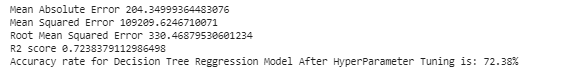 Mean Absolute Error 204.34999364483076
Mean Squared Error 109209.6246710071
Root Mean Squared Error 330.46879530601234
R2 score 0.7238379112986498
Accuracy rate for Decision Tree Reggression Model After HyperParameter Tuning is: 72.38%